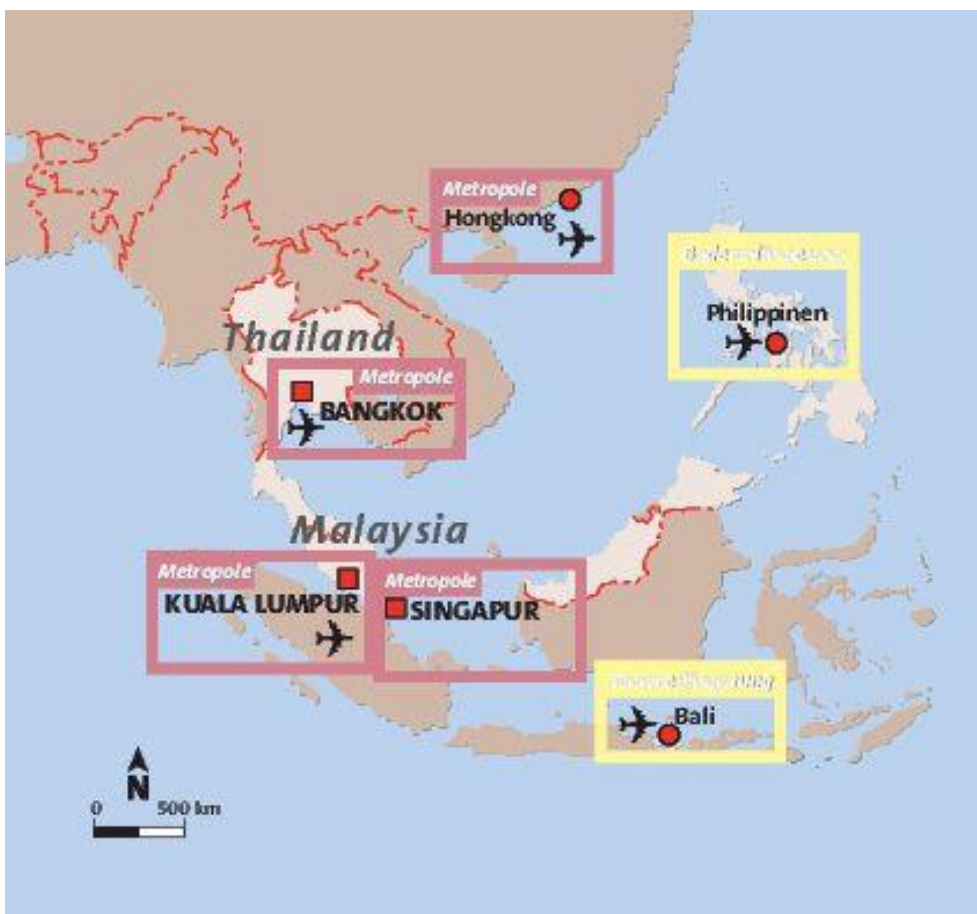 Metropole
Hongkong
Philippinen
Thailand
Metropole
BANGKOK
Malaysia
Metropole
KUALA LUMPUR
Metropole
SINGAPUR
Bali
N
0 500 km